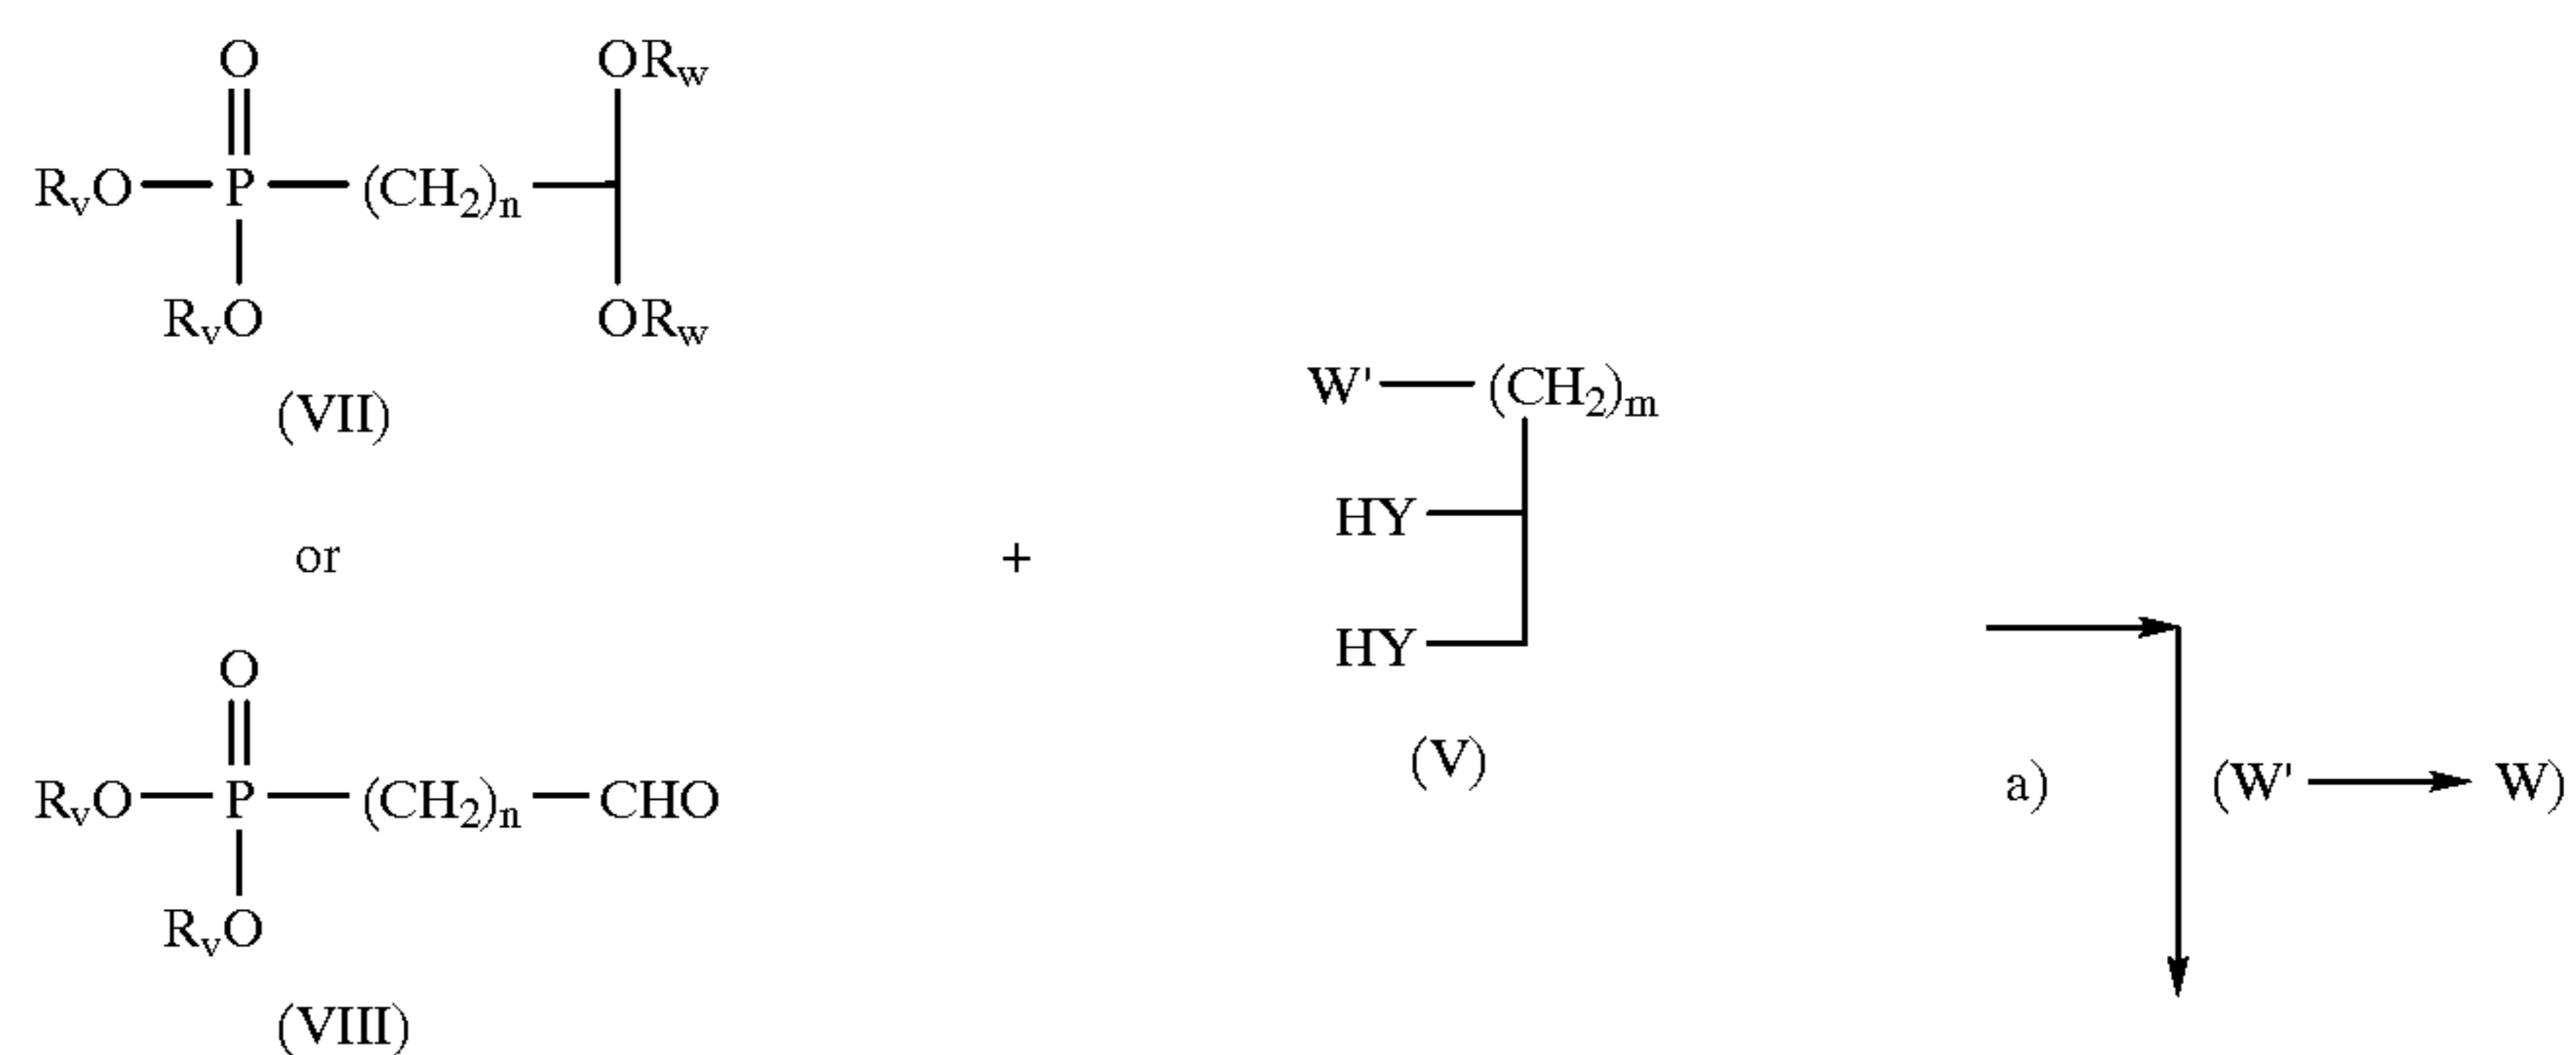 O ORw
RvO P (CH2)n
RvO ORw
(VII)
W' (CH2)m
HY
or
+
HY
O
(V)
a) (W' → W)
RvO P (CH2)n CHO
RvO
(VIII)